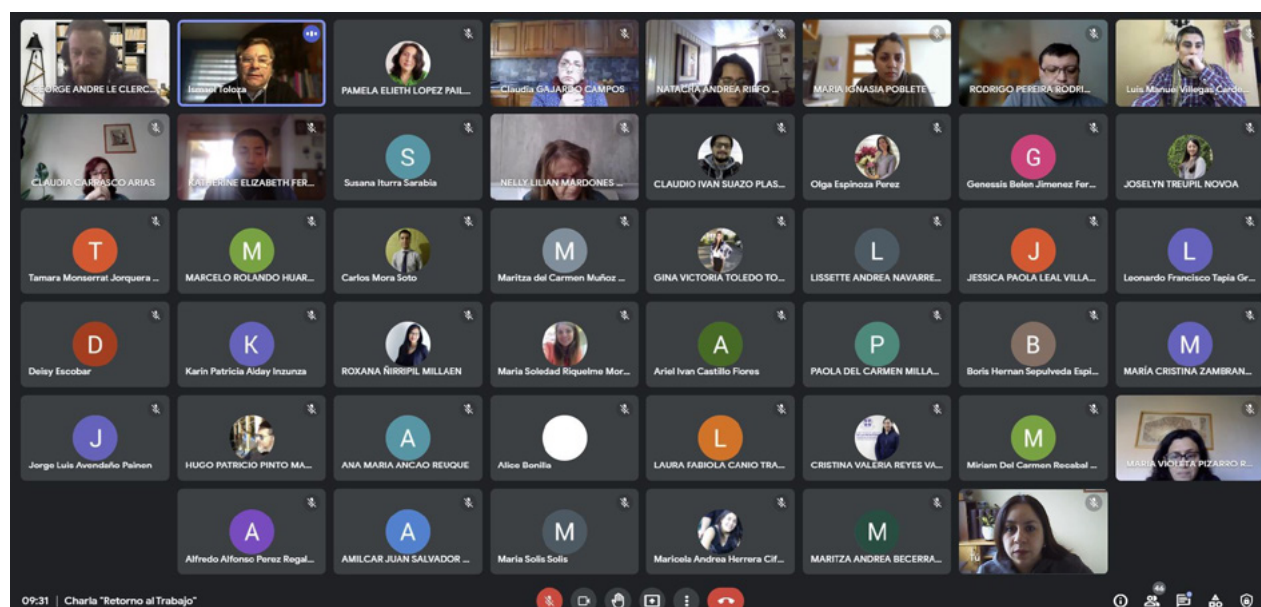 GEORGE ANDRE LE CLERC...
Ismael Toloza
PAMELA ELIETH LOPEZ PAIL...
Claudia GAJARDO CAMPOS
NATACHA ANDREA RIFFO ...
MARIA IGNASIA POBLETE ...
RODRIGO PEREIRA RODRI...
Luis Manuel Villegas Carde...
CLAUDIA CARRASCO ARIAS
KATHERINE ELIZABETH FER...
S
Susana Iturra Sarabia
NELLY LILIAN MARDONES ...
CLAUDIO IVAN SUAZO PLAS...
Olga Espinoza Perez
G
Genessis Belen Jimenez Fer...
JOSELYN TREUPIL NOVOA
T
Tamara Monserrat Jorquera ...
M
MARCELO ROLANDO HUAR...
Carlos Mora Soto
M
Maritza del Carmen Muñoz ...
GINA VICTORIA TOLEDO TO...
L
LISSETTE ANDREA NAVARRE...
J
JESSICA PAOLA LEAL VILLA...
L
Leonardo Francisco Tapia Gr...
D
Deisy Escobar
K
Karin Patricia Alday Inzunza
ROXANA ÑIRRIPIL MILLAEN
Maria Soledad Riquelme Mor...
A
Ariel Ivan Castillo Flores
P
PAOLA DEL CARMEN MILLA...
B
Boris Hernan Sepulveda Espi...
M
MARÍA CRISTINA ZAMBRAN...
J
Jorge Luis Avendaño Painen
HUGO PATRICIO PINTO MA...
A
ANA MARIA ANCAO REUQUE
Alice Bonilla
L
LAURA FABIOLA CANIO TRA...
CRISTINA VALERIA REYES VA...
M
Miriam Del Carmen Recabal ...
MARIA VIOLETA PIZARRO R...
A
Alfredo Alfonso Perez Regal...
A
AMILCAR JUAN SALVADOR ...
M
Maria Solis Solis
Maricela Andrea Herrera Cif...
M
MARITZA ANDREA BECERRA...
Tú
09:31 | Charla "Retorno al Trabajo"
46